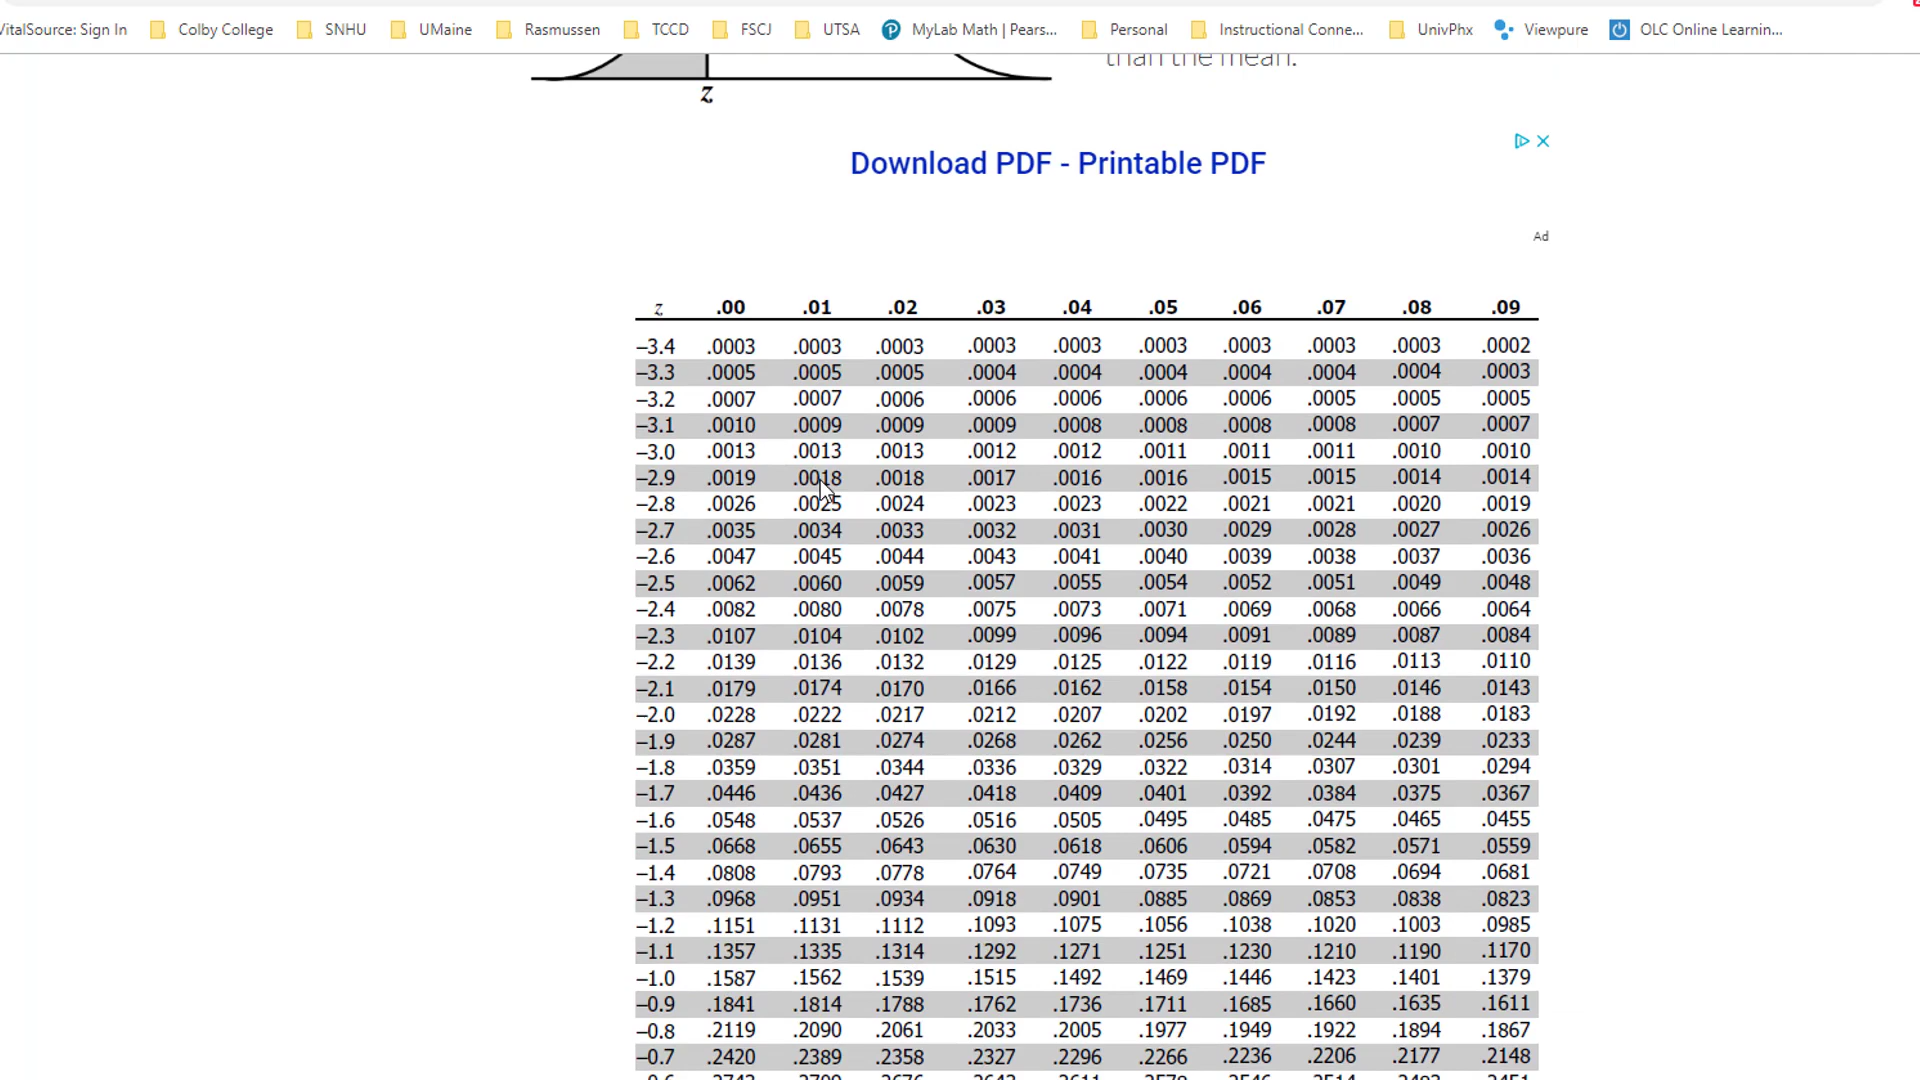 VitalSource: Sign In Colby College SNHU UMaine Rasmussen TCCD FSCJ UTSA MyLab Math | Pears... Personal Instructional Conne... UnivPhx Viewpure OLC Online Learnin...
than the mean.
z
Download PDF - Printable PDF
Ad
z .00 .01 .02 .03 .04 .05 .06 .07 .08 .09
–3.4 .0003 .0003 .0003 .0003 .0003 .0003 .0003 .0003 .0003 .0002
–3.3 .0005 .0005 .0005 .0004 .0004 .0004 .0004 .0004 .0004 .0003
–3.2 .0007 .0007 .0006 .0006 .0006 .0006 .0006 .0005 .0005 .0005
–3.1 .0010 .0009 .0009 .0009 .0008 .0008 .0008 .0008 .0007 .0007
–3.0 .0013 .0013 .0013 .0012 .0012 .0011 .0011 .0011 .0010 .0010
–2.9 .0019 .0018 .0018 .0017 .0016 .0016 .0015 .0015 .0014 .0014
–2.8 .0026 .0025 .0024 .0023 .0023 .0022 .0021 .0021 .0020 .0019
–2.7 .0035 .0034 .0033 .0032 .0031 .0030 .0029 .0028 .0027 .0026
–2.6 .0047 .0045 .0044 .0043 .0041 .0040 .0039 .0038 .0037 .0036
–2.5 .0062 .0060 .0059 .0057 .0055 .0054 .0052 .0051 .0049 .0048
–2.4 .0082 .0080 .0078 .0075 .0073 .0071 .0069 .0068 .0066 .0064
–2.3 .0107 .0104 .0102 .0099 .0096 .0094 .0091 .0089 .0087 .0084
–2.2 .0139 .0136 .0132 .0129 .0125 .0122 .0119 .0116 .0113 .0110
–2.1 .0179 .0174 .0170 .0166 .0162 .0158 .0154 .0150 .0146 .0143
–2.0 .0228 .0222 .0217 .0212 .0207 .0202 .0197 .0192 .0188 .0183
–1.9 .0287 .0281 .0274 .0268 .0262 .0256 .0250 .0244 .0239 .0233
–1.8 .0359 .0351 .0344 .0336 .0329 .0322 .0314 .0307 .0301 .0294
–1.7 .0446 .0436 .0427 .0418 .0409 .0401 .0392 .0384 .0375 .0367
–1.6 .0548 .0537 .0526 .0516 .0505 .0495 .0485 .0475 .0465 .0455
–1.5 .0668 .0655 .0643 .0630 .0618 .0606 .0594 .0582 .0571 .0559
–1.4 .0808 .0793 .0778 .0764 .0749 .0735 .0721 .0708 .0694 .0681
–1.3 .0968 .0951 .0934 .0918 .0901 .0885 .0869 .0853 .0838 .0823
–1.2 .1151 .1131 .1112 .1093 .1075 .1056 .1038 .1020 .1003 .0985
–1.1 .1357 .1335 .1314 .1292 .1271 .1251 .1230 .1210 .1190 .1170
–1.0 .1587 .1562 .1539 .1515 .1492 .1469 .1446 .1423 .1401 .1379
–0.9 .1841 .1814 .1788 .1762 .1736 .1711 .1685 .1660 .1635 .1611
–0.8 .2119 .2090 .2061 .2033 .2005 .1977 .1949 .1922 .1894 .1867
–0.7 .2420 .2389 .2358 .2327 .2296 .2266 .2236 .2206 .2177 .2148